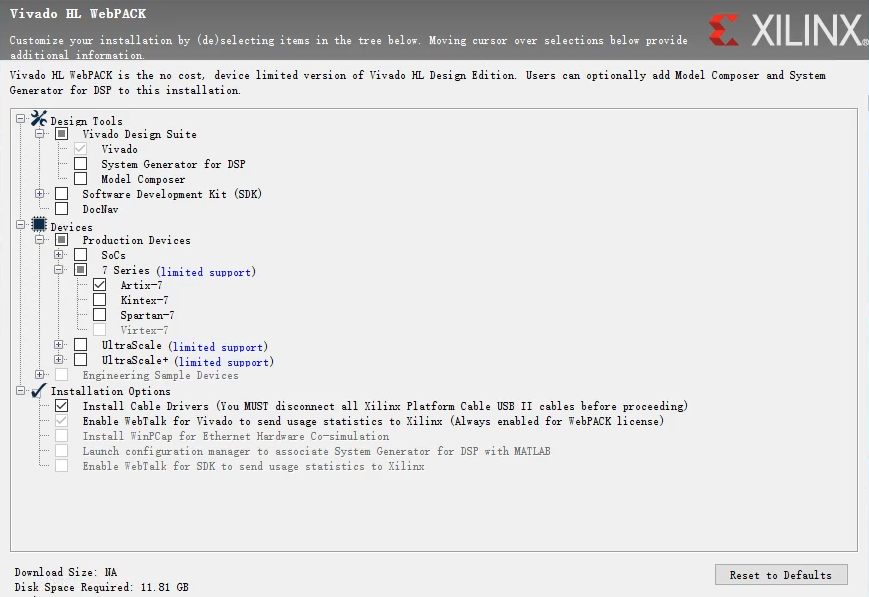 Vivado HL WebPACK
Customize your installation by (de)selecting items in the tree below. Moving cursor over selections below provide
additional information.
XILINX®
Vivado HL WebPACK is the no cost, device limited version of Vivado HL Design Edition. Users can optionally add Model Composer and System
Generator for DSP to this installation.
Design Tools
Vivado Design Suite
Vivado
System Generator for DSP
Model Composer
Software Development Kit (SDK)
DocNav
Devices
Production Devices
SoCs
7 Series (limited support)
Artix-7
Kintex-7
Spartan-7
Virtex-7
UltraScale (limited support)
UltraScale+ (limited support)
Engineering Sample Devices
Installation Options
Install Cable Drivers (You MUST disconnect all Xilinx Platform Cable USB II cables before proceeding)
Enable WebTalk for Vivado to send usage statistics to Xilinx (Always enabled for WebPACK license)
Install WinPCap for Ethernet Hardware Co-simulation
Launch configuration manager to associate System Generator for DSP with MATLAB
Enable WebTalk for SDK to send usage statistics to Xilinx
Download Size: NA
Disk Space Required: 11.81 GB
Reset to Defaults